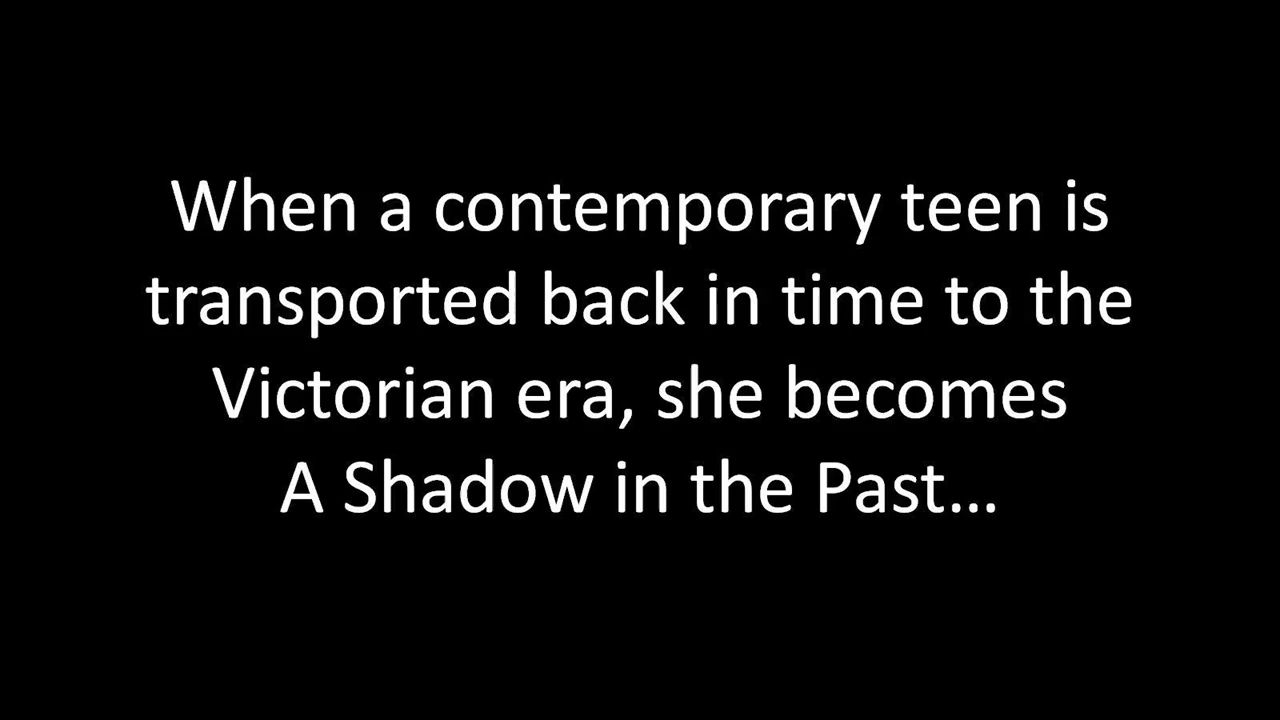 When a contemporary teen is
transported back in time to the
Victorian era, she becomes
A Shadow in the Past...